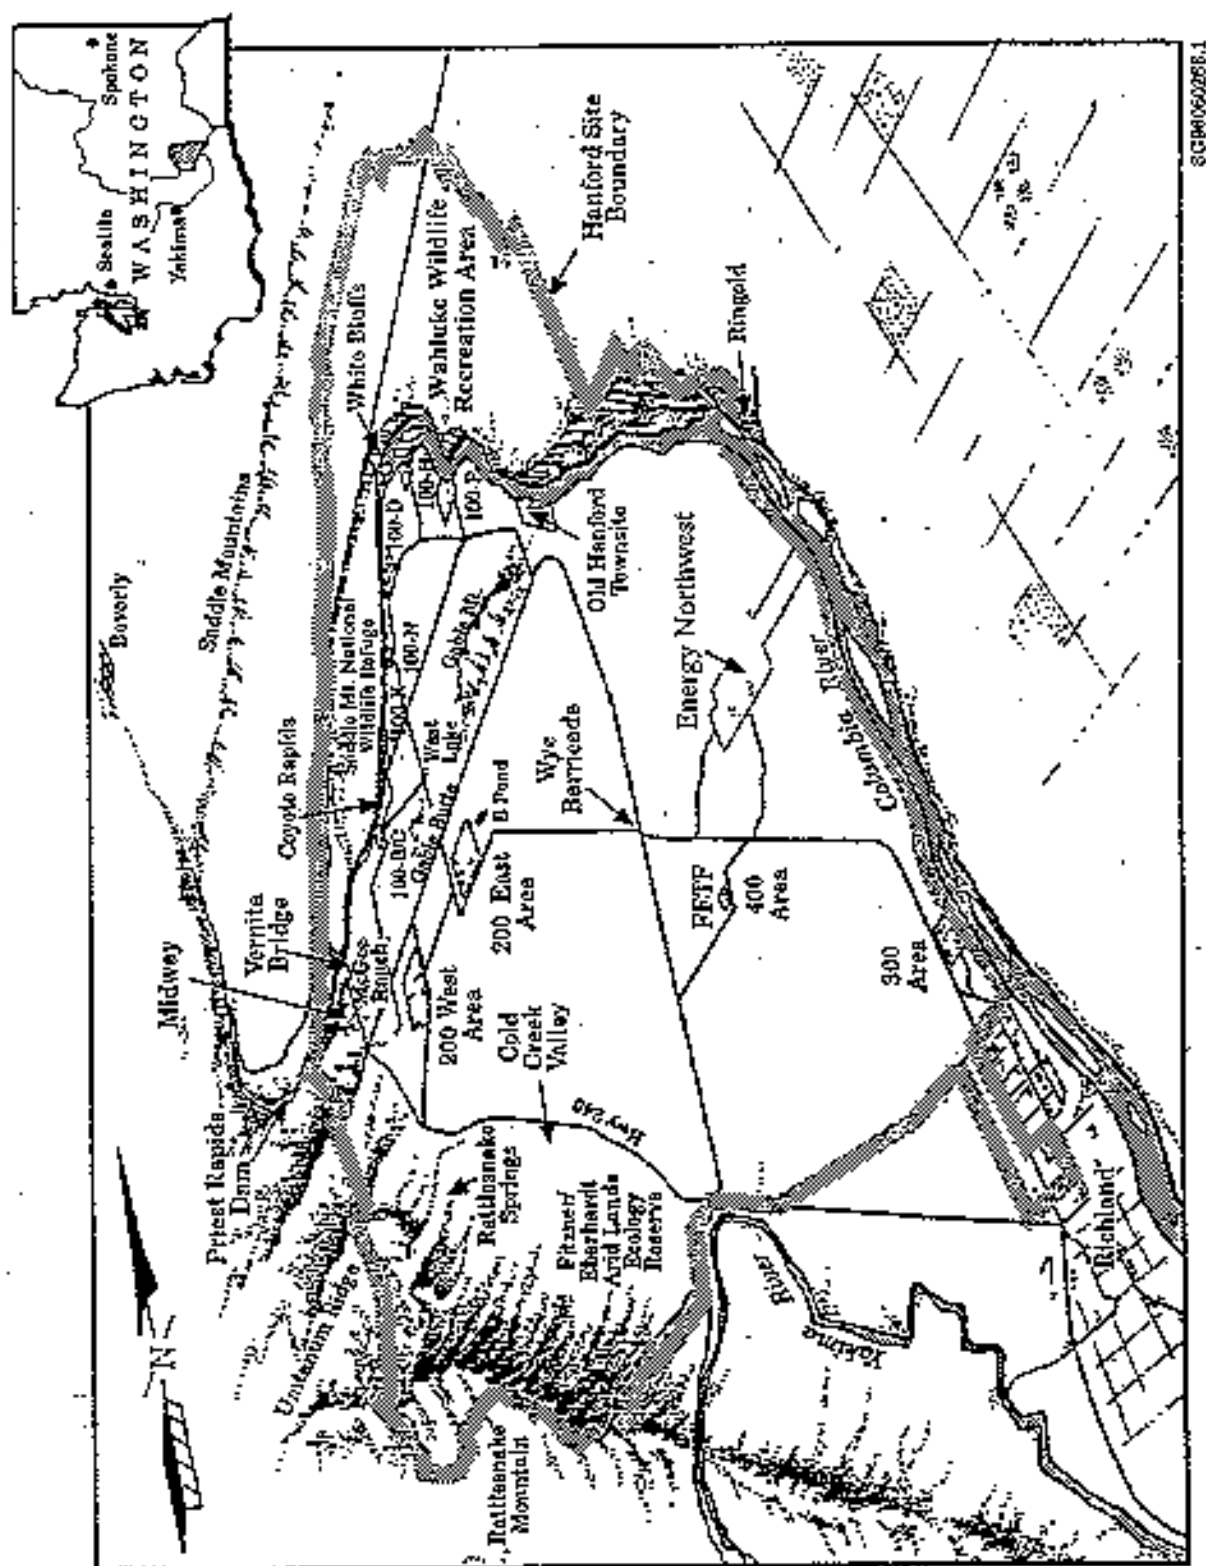 Spokane
WASHINGTON
Seattle
Yakima
Beverly
Saddle Mountains
Midway
Vernita
Bridge
Coyote Rapids
White Bluffs
Wahluke Wildlife
Recreation Area
Hanford Site
Boundary
Saddle Mt. National
Wildlife Refuge
Priest Rapids
Dam
McGee
Ranch
100-B/C
100-K
100-N
100-D
100-H
100-F
Gable Butte
West
Lake
Gable Mt.
B Pond
Umtanum Ridge
200 West
Area
200 East
Area
Cold
Creek
Valley
Rattlesnake
Springs
Hwy 240
Wye
Barricade
Old Hanford
Townsite
Ringold
Energy Northwest
Rattlesnake
Mountain
Fitzner/
Eberhardt
Arid Lands
Ecology
Reserve
FFTF
400
Area
300
Area
Columbia River
Yakima River
Richland
N